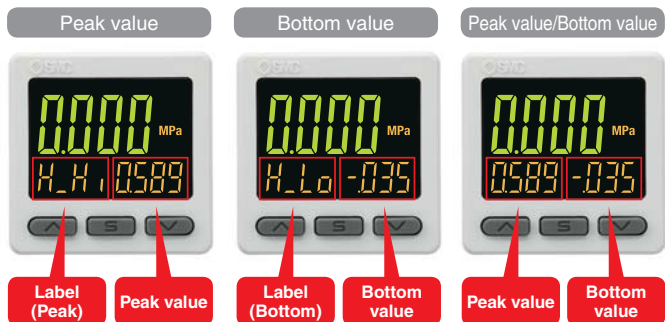 Peak value
Bottom value
Peak value/Bottom value
SMC
SMC
SMC
0.000 MPa
0.000 MPa
0.000 MPa
H_Hi 0.589
H_Lo -.035
0.589 -.035
S
S
S
Label
(Peak)
Peak value
Label
(Bottom)
Bottom
value
Peak value
Bottom
value